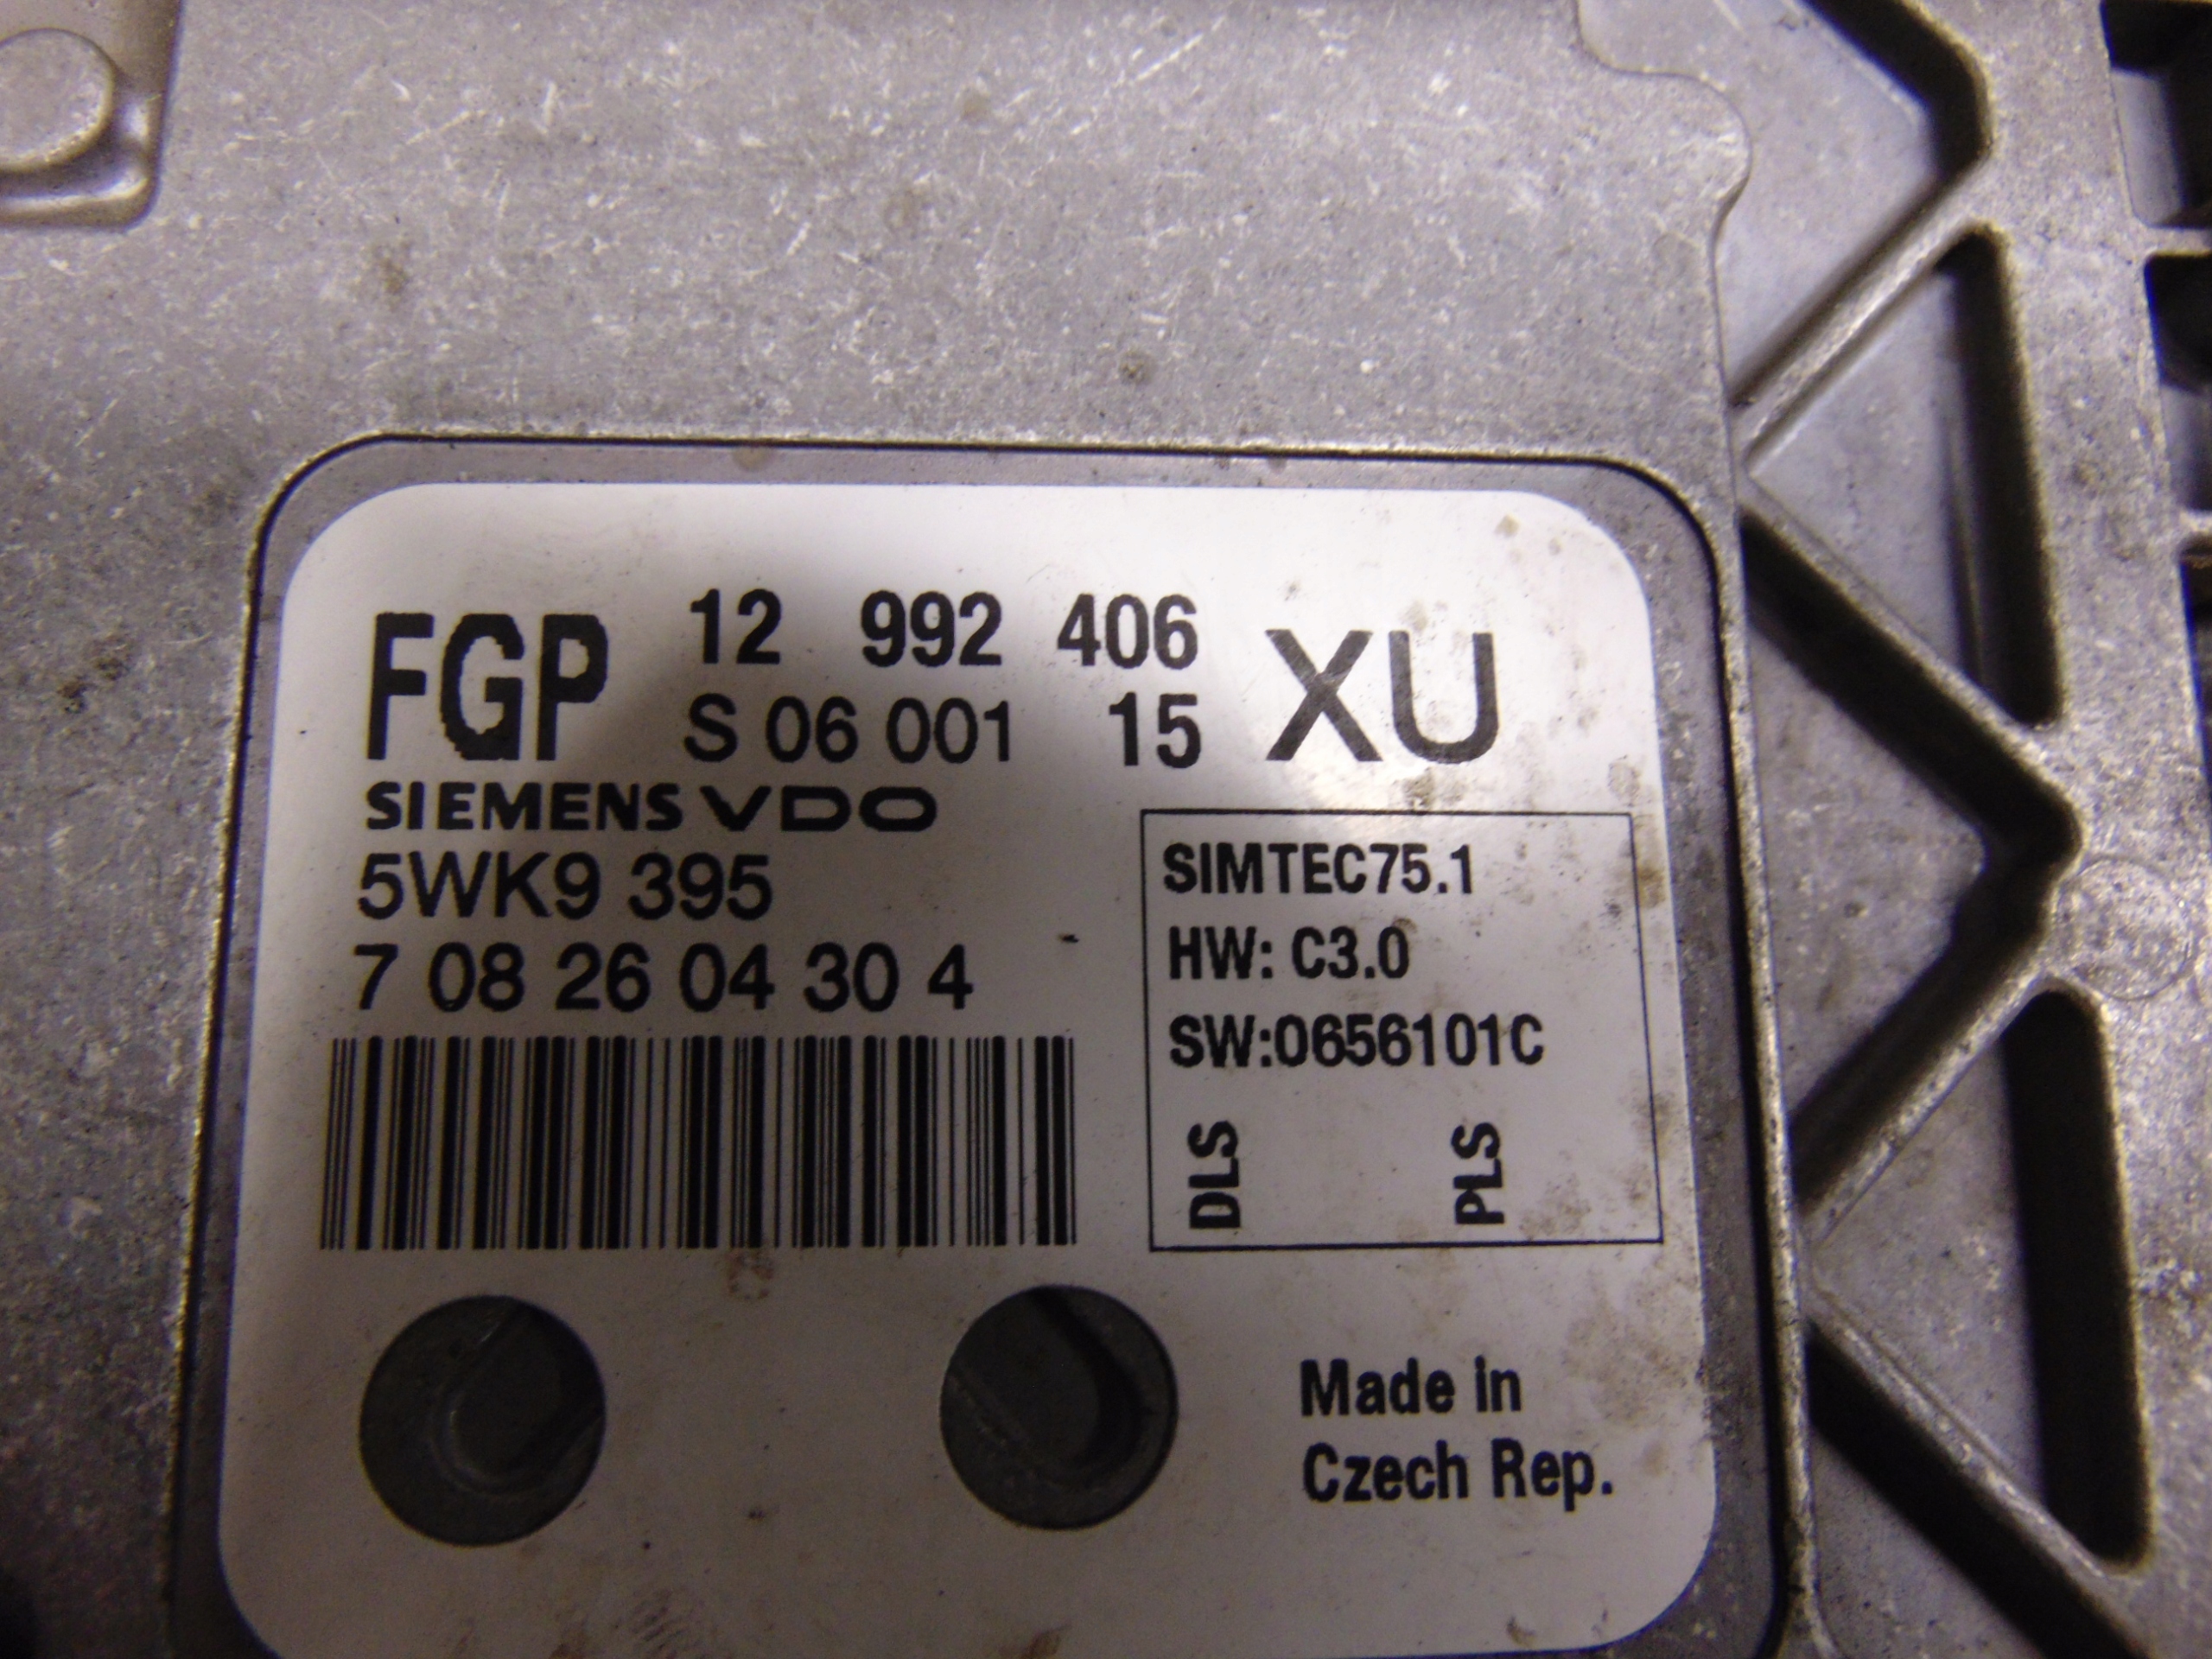 FGP 12 992 406 XU
S 06 001 15
SIEMENS VDO
5WK9 395
7 08 26 04 30 4
SIMTEC75.1
HW: C3.0
SW:0656101C
DLS PLS
Made in
Czech Rep.